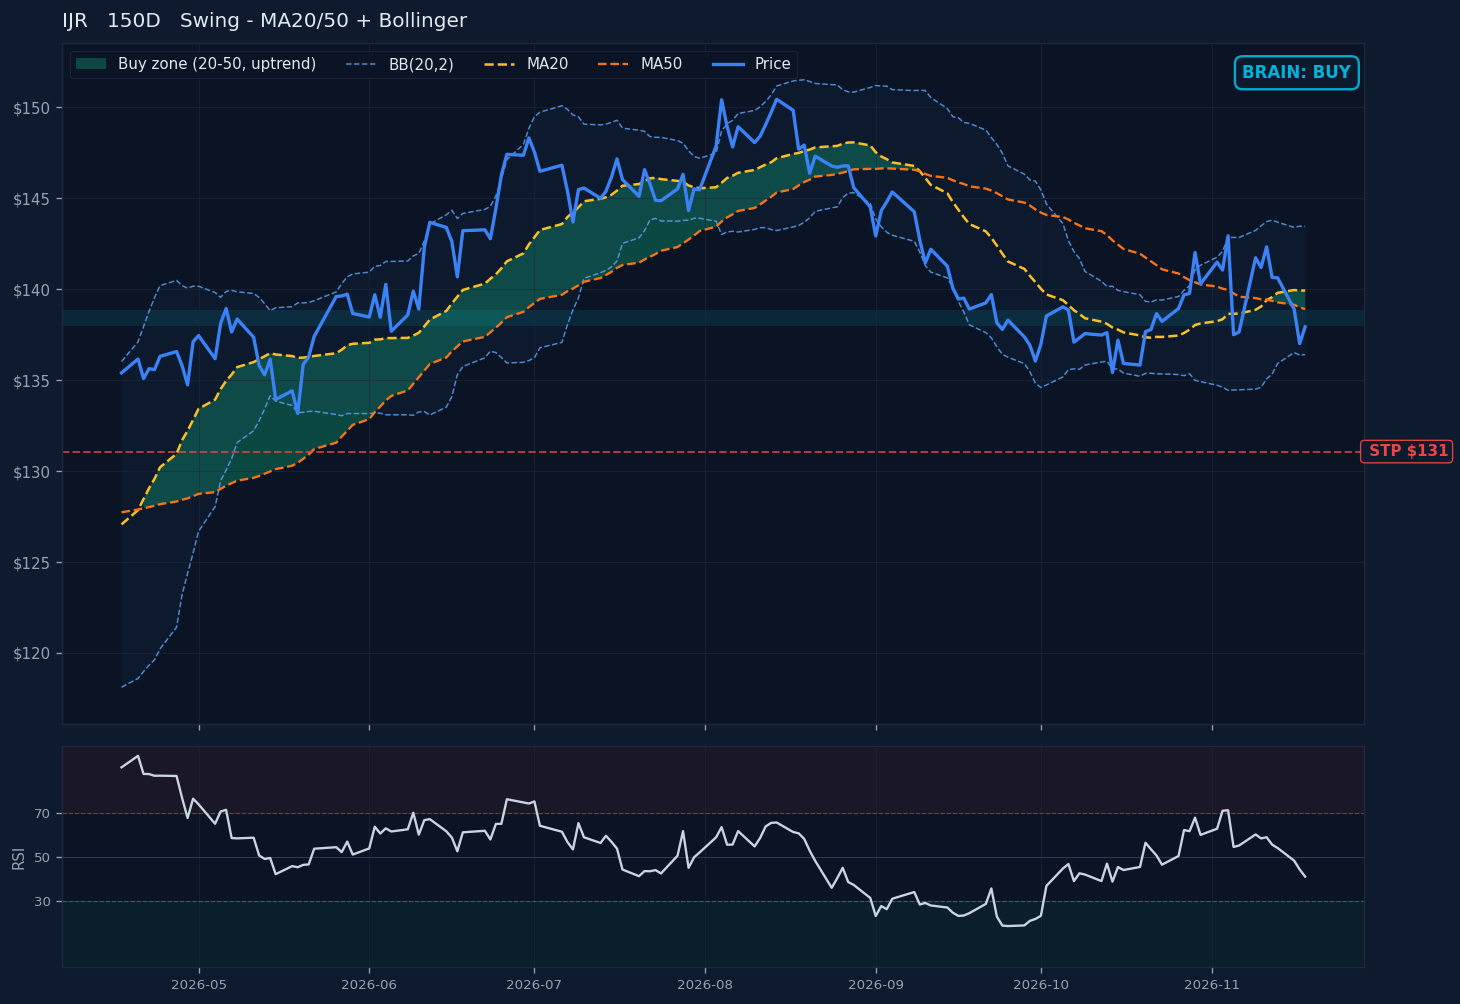 IJR   150D   Swing - MA20/50 + Bollinger
Buy zone (20-50, uptrend)   BB(20,2)   MA20   MA50   Price
BRAIN: BUY
$150
$145
$140
$135
$130
$125
$120
STP $131
RSI
70
50
30
2026-05   2026-06   2026-07   2026-08   2026-09   2026-10   2026-11